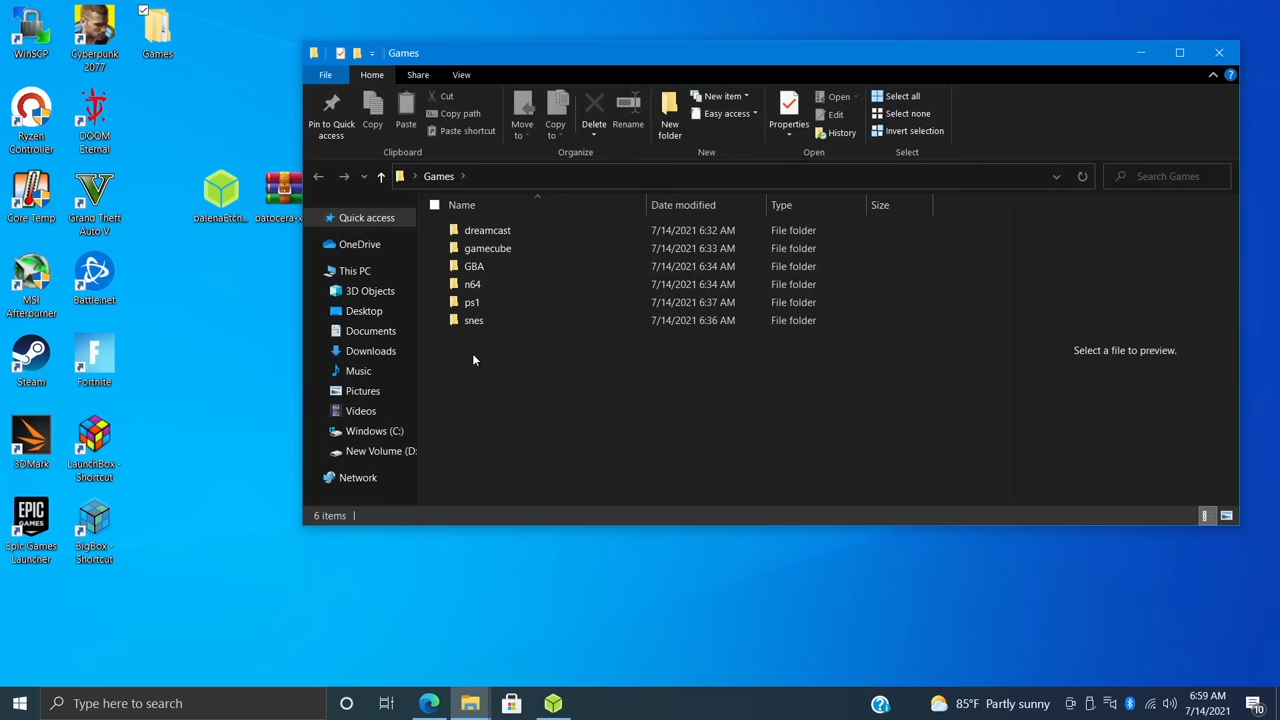 WinSCP
Cyberpunk
2077
Games
Ryzen
Controller
DOOM
Eternal
Core Temp
Grand Theft
Auto V
balenaEtch...
batocera-x
MSI
Afterburner
Battle.net
Steam
Fortnite
3DMark
LaunchBox -
Shortcut
EPIC
GAMES
Epic Games
Launcher
BigBox -
Shortcut
Games
File
Home
Share
View
Pin to Quick
access
Copy
Paste
Cut
Copy path
Paste shortcut
Clipboard
Move
to
Copy
to
Delete
Rename
Organize
New
folder
New item
Easy access
New
Properties
Open
Edit
History
Open
Select all
Select none
Invert selection
Select
Games
Search Games
Quick access
OneDrive
This PC
3D Objects
Desktop
Documents
Downloads
Music
Pictures
Videos
Windows (C:)
New Volume (D:
Network
Name Date modified Type Size
dreamcast 7/14/2021 6:32 AM File folder
gamecube 7/14/2021 6:33 AM File folder
GBA 7/14/2021 6:34 AM File folder
n64 7/14/2021 6:34 AM File folder
ps1 7/14/2021 6:37 AM File folder
snes 7/14/2021 6:36 AM File folder
Select a file to preview.
6 items
Type here to search
85°F Partly sunny
6:59 AM
7/14/2021
10